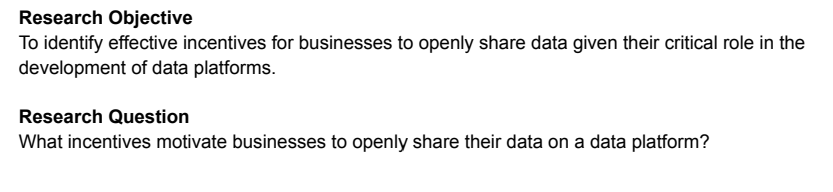 Research Objective
To identify effective incentives for businesses to openly share data given their critical role in the
development of data platforms.
Research Question
What incentives motivate businesses to openly share their data on a data platform?